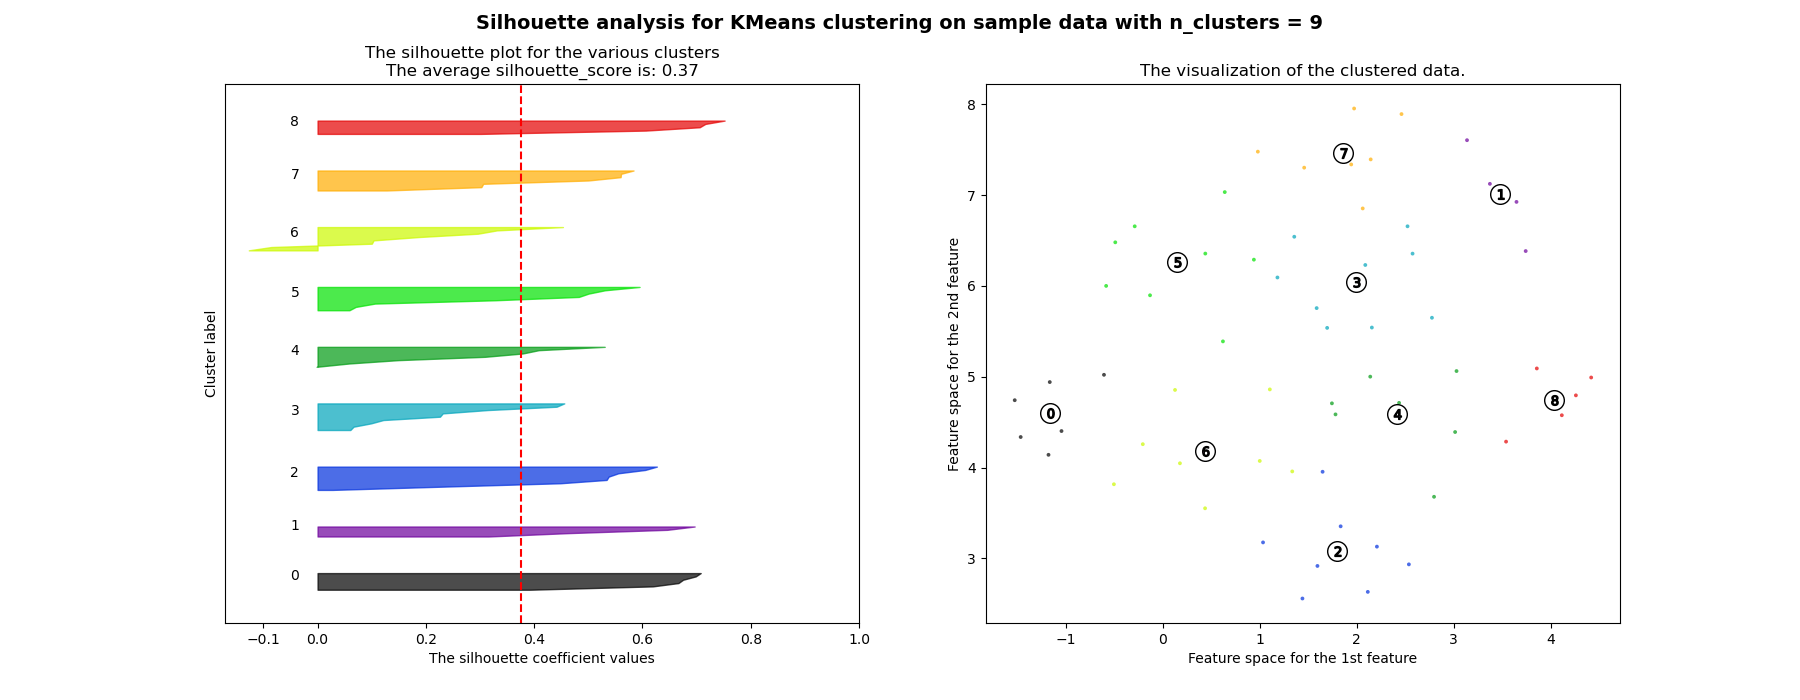 Silhouette analysis for KMeans clustering on sample data with n_clusters = 9
The silhouette plot for the various clusters
The average silhouette_score is: 0.37
8
7
6
5
4
3
2
1
0
Cluster label
−0.1 0.0 0.2 0.4 0.6 0.8 1.0
The silhouette coefficient values
The visualization of the clustered data.
8
7
6
5
4
3
Feature space for the 2nd feature
7
1
5
3
8
0
4
6
2
−1 0 1 2 3 4
Feature space for the 1st feature